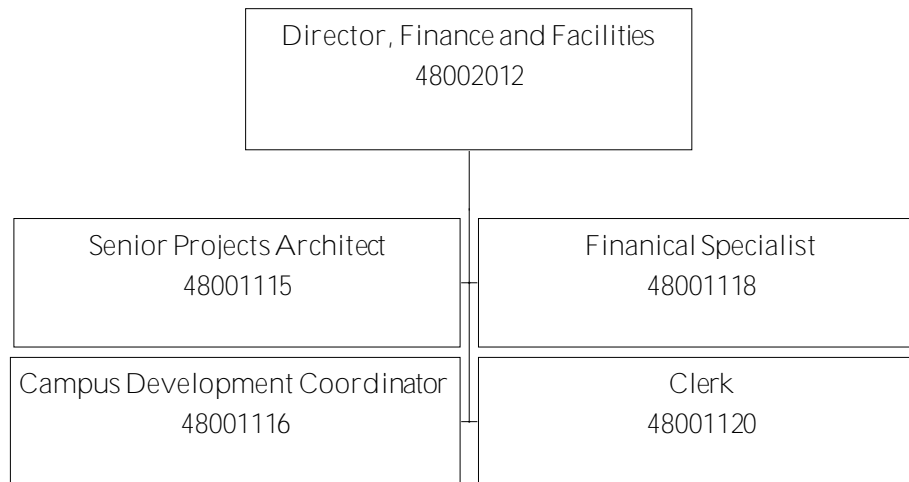 Director, Finance and Facilities
48002012
Senior Projects Architect
48001115
Finanical Specialist
48001118
Campus Development Coordinator
48001116
Clerk
48001120